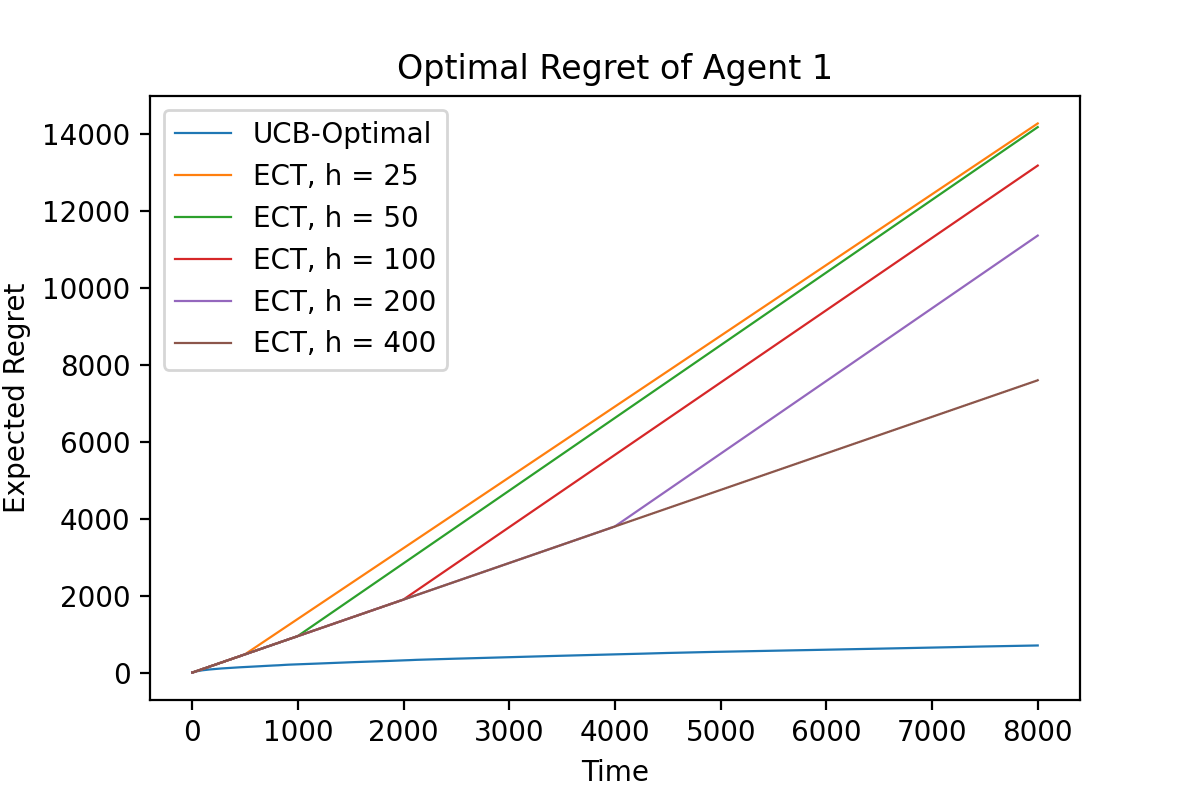 Optimal Regret of Agent 1
UCB-Optimal
ECT, h = 25
ECT, h = 50
ECT, h = 100
ECT, h = 200
ECT, h = 400
Expected Regret
14000
12000
10000
8000
6000
4000
2000
0
0 1000 2000 3000 4000 5000 6000 7000 8000
Time